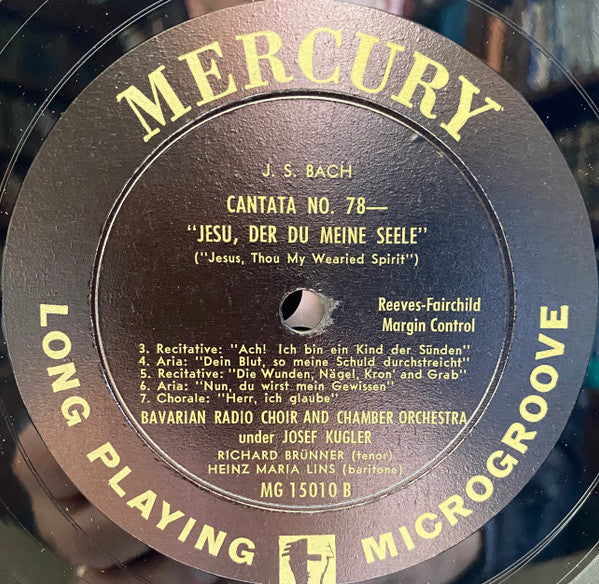 MERCURY
J. S. BACH
CANTATA NO. 78—
"JESU, DER DU MEINE SEELE"
("Jesus, Thou My Wearied Spirit")
Reeves-Fairchild
Margin Control
3. Recitative: "Ach! Ich bin ein Kind der Sünden"
4. Aria: "Dein Blut, so meine Schuld durchstreicht"
5. Recitative: "Die Wunden, Nägel, Kron' and Grab"
6. Aria: "Nun, du wirst mein Gewissen"
7. Chorale: "Herr, ich glaube"
BAVARIAN RADIO CHOIR AND CHAMBER ORCHESTRA
under JOSEF KUGLER
RICHARD BRÜNNER (tenor)
HEINZ MARIA LINS (baritone)
MG 15010 B
LONG PLAYING MICROGROOVE